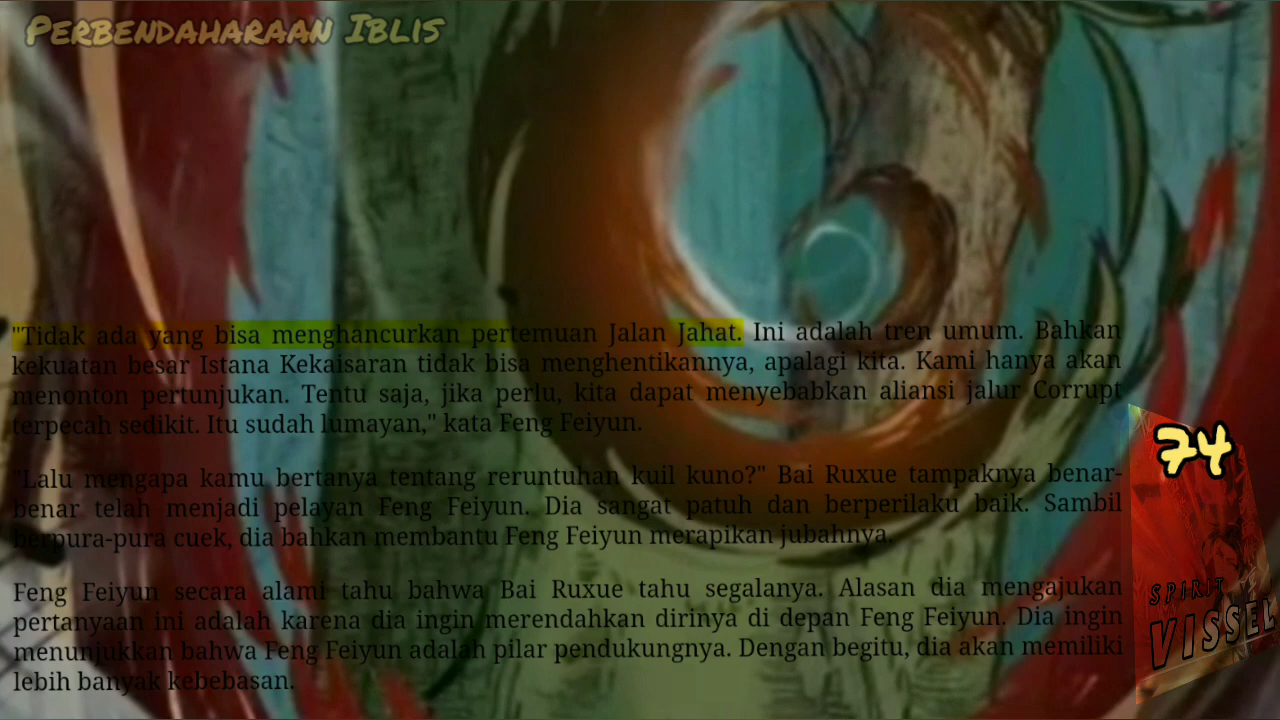 Perbendaharaan Iblis
"Tidak ada yang bisa menghancurkan pertemuan Jalan Jahat. Ini adalah tren umum. Bahkan
kekuatan besar Istana Kekaisaran tidak bisa menghentikannya, apalagi kita. Kami hanya akan
menonton pertunjukan. Tentu saja, jika perlu, kita dapat menyebabkan aliansi jalur Corrupt
terpecah sedikit. Itu sudah lumayan," kata Feng Feiyun.
"Lalu mengapa kamu bertanya tentang reruntuhan kuil kuno?" Bai Ruxue tampaknya benar-
benar telah menjadi pelayan Feng Feiyun. Dia sangat patuh dan berperilaku baik. Sambil
berpura-pura cuek, dia bahkan membantu Feng Feiyun merapikan jubahnya.
Feng Feiyun secara alami tahu bahwa Bai Ruxue tahu segalanya. Alasan dia mengajukan
pertanyaan ini adalah karena dia ingin merendahkan dirinya di depan Feng Feiyun. Dia ingin
menunjukkan bahwa Feng Feiyun adalah pilar pendukungnya. Dengan begitu, dia akan memiliki
lebih banyak kebebasan.
74
SPIRIT
VISSEL